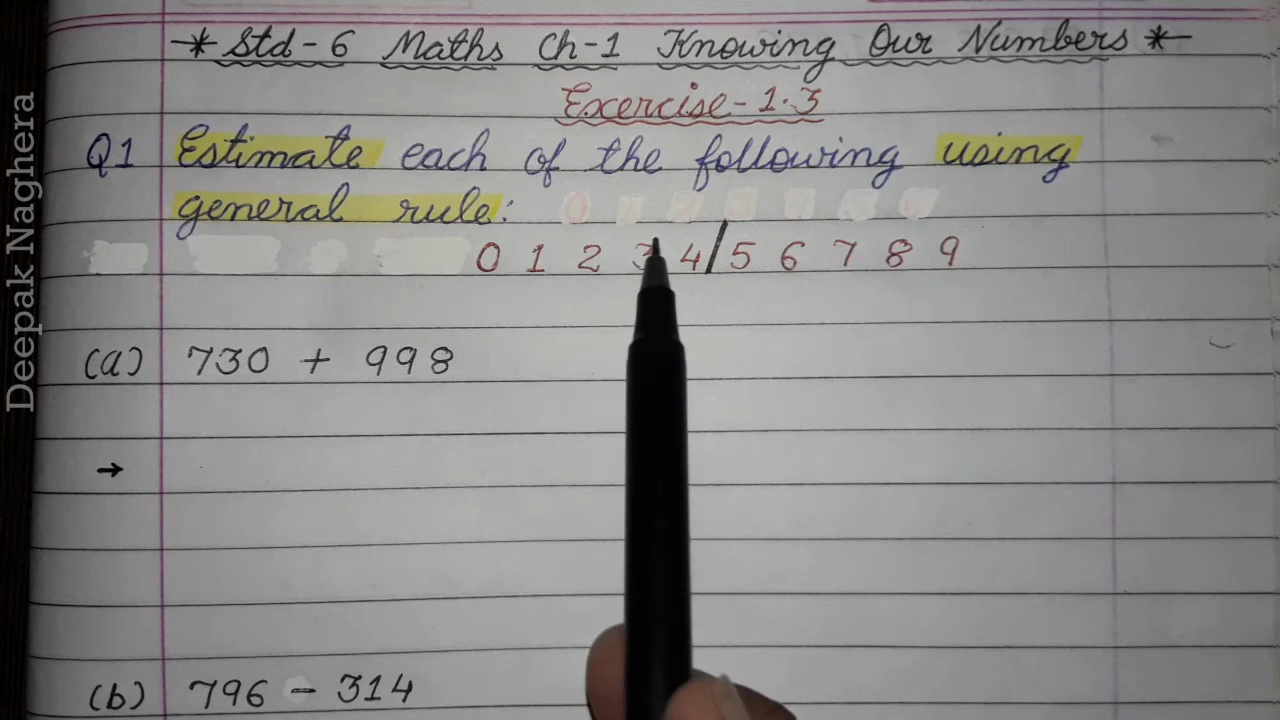 * Std - 6 Maths Ch - 1 Knowing Our Numbers *
Excercise - 1.3
Q1 Estimate each of the following using
general rule:
0 1 2 3 4 / 5 6 7 8 9
(a) 730 + 998
→
(b) 796 - 314
Deepak Naghera